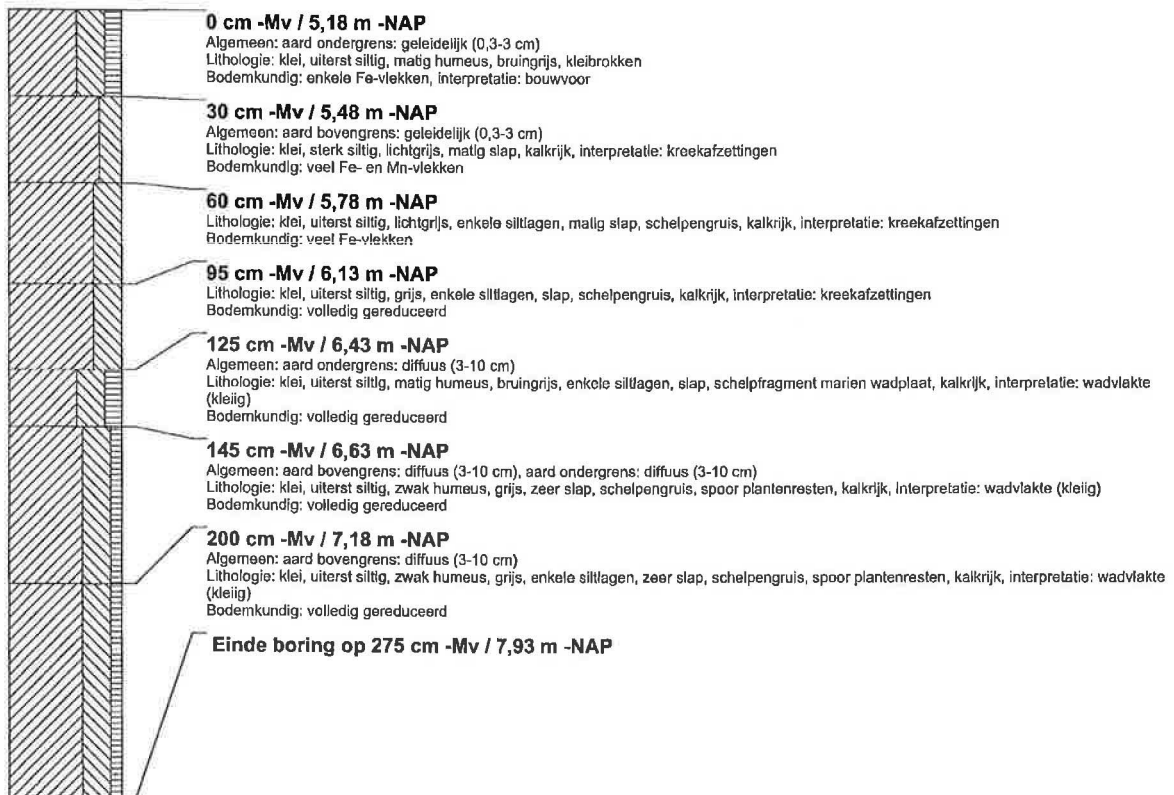 0 cm -Mv / 5,18 m -NAP
Algemeen: aard ondergrens: geleidelijk (0,3-3 cm)
Lithologie: klei, uiterst siltig, matig humeus, bruingrijs, kleibrokken
Bodemkundig: enkele Fe-vlekken, interpretatie: bouwvoor
30 cm -Mv / 5,48 m -NAP
Algemeen: aard bovengrens: geleidelijk (0,3-3 cm)
Lithologie: klei, sterk siltig, lichtgrijs, matig slap, kalkrijk, interpretatie: kreekafzettingen
Bodemkundig: veel Fe- en Mn-vlekken
60 cm -Mv / 5,78 m -NAP
Lithologie: klei, uiterst siltig, lichtgrijs, enkele siltlagen, matig slap, schelpengruis, kalkrijk, interpretatie: kreekafzettingen
Bodemkundig: veel Fe-vlekken
95 cm -Mv / 6,13 m -NAP
Lithologie: klei, uiterst siltig, grijs, enkele siltlagen, slap, schelpengruis, kalkrijk, interpretatie: kreekafzettingen
Bodemkundig: volledig gereduceerd
125 cm -Mv / 6,43 m -NAP
Algemeen: aard ondergrens: diffuus (3-10 cm)
Lithologie: klei, uiterst siltig, matig humeus, bruingrijs, enkele siltlagen, slap, schelpfragment marien wadplaat, kalkrijk, interpretatie: wadvlakte
(kleiig)
Bodemkundig: volledig gereduceerd
145 cm -Mv / 6,63 m -NAP
Algemeen: aard bovengrens: diffuus (3-10 cm), aard ondergrens: diffuus (3-10 cm)
Lithologie: klei, uiterst siltig, zwak humeus, grijs, zeer slap, schelpengruis, spoor plantenresten, kalkrijk, interpretatie: wadvlakte (kleiig)
Bodemkundig: volledig gereduceerd
200 cm -Mv / 7,18 m -NAP
Algemeen: aard bovengrens: diffuus (3-10 cm)
Lithologie: klei, uiterst siltig, zwak humeus, grijs, enkele siltlagen, zeer slap, schelpengruis, spoor plantenresten, kalkrijk, interpretatie: wadvlakte
(kleiig)
Bodemkundig: volledig gereduceerd
Einde boring op 275 cm -Mv / 7,93 m -NAP